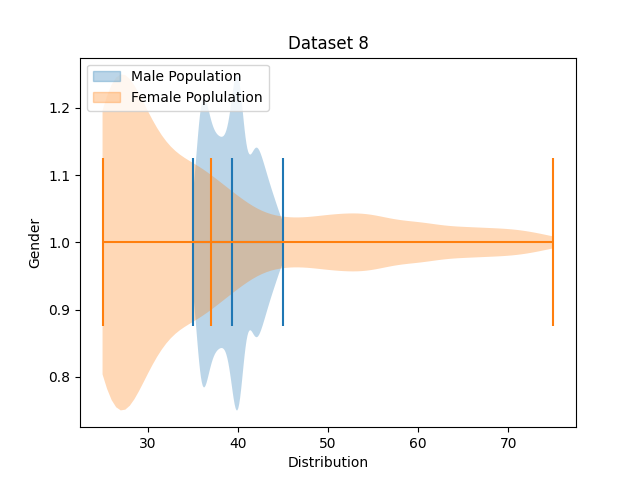 Dataset 8
Male Population
Female Poplulation
1.2
1.1
1.0
0.9
0.8
Gender
30 40 50 60 70
Distribution